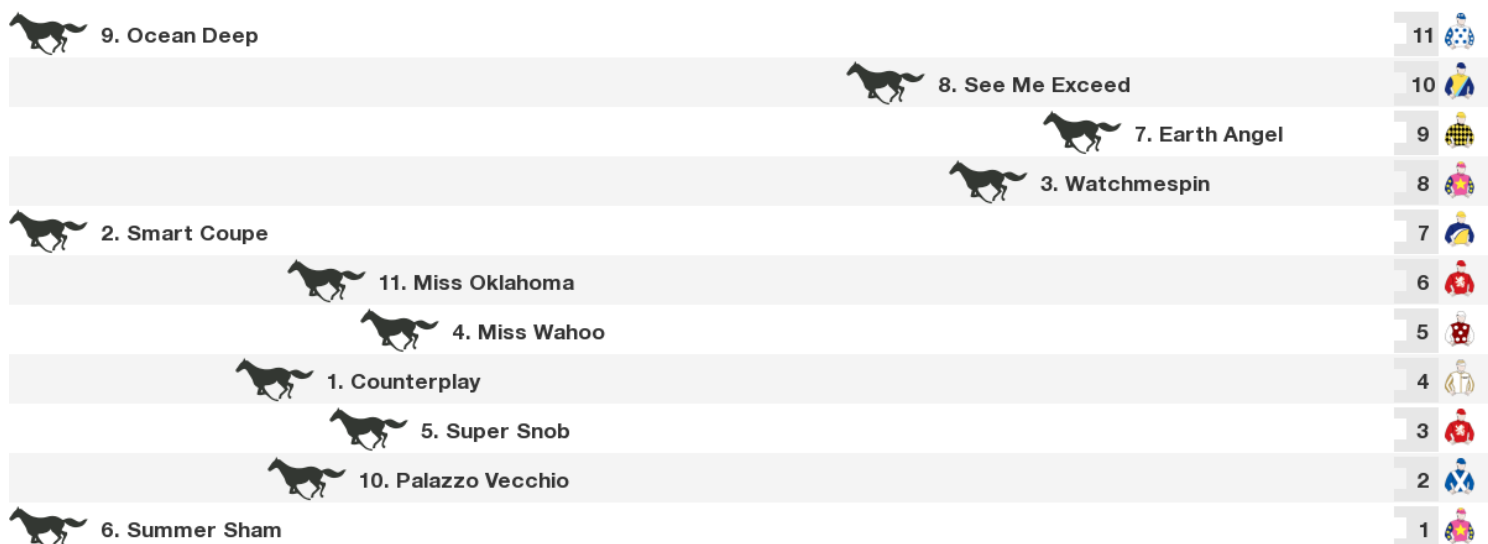 9. Ocean Deep 11
8. See Me Exceed 10
7. Earth Angel 9
3. Watchmespin 8
2. Smart Coupe 7
11. Miss Oklahoma 6
4. Miss Wahoo 5
1. Counterplay 4
5. Super Snob 3
10. Palazzo Vecchio 2
6. Summer Sham 1